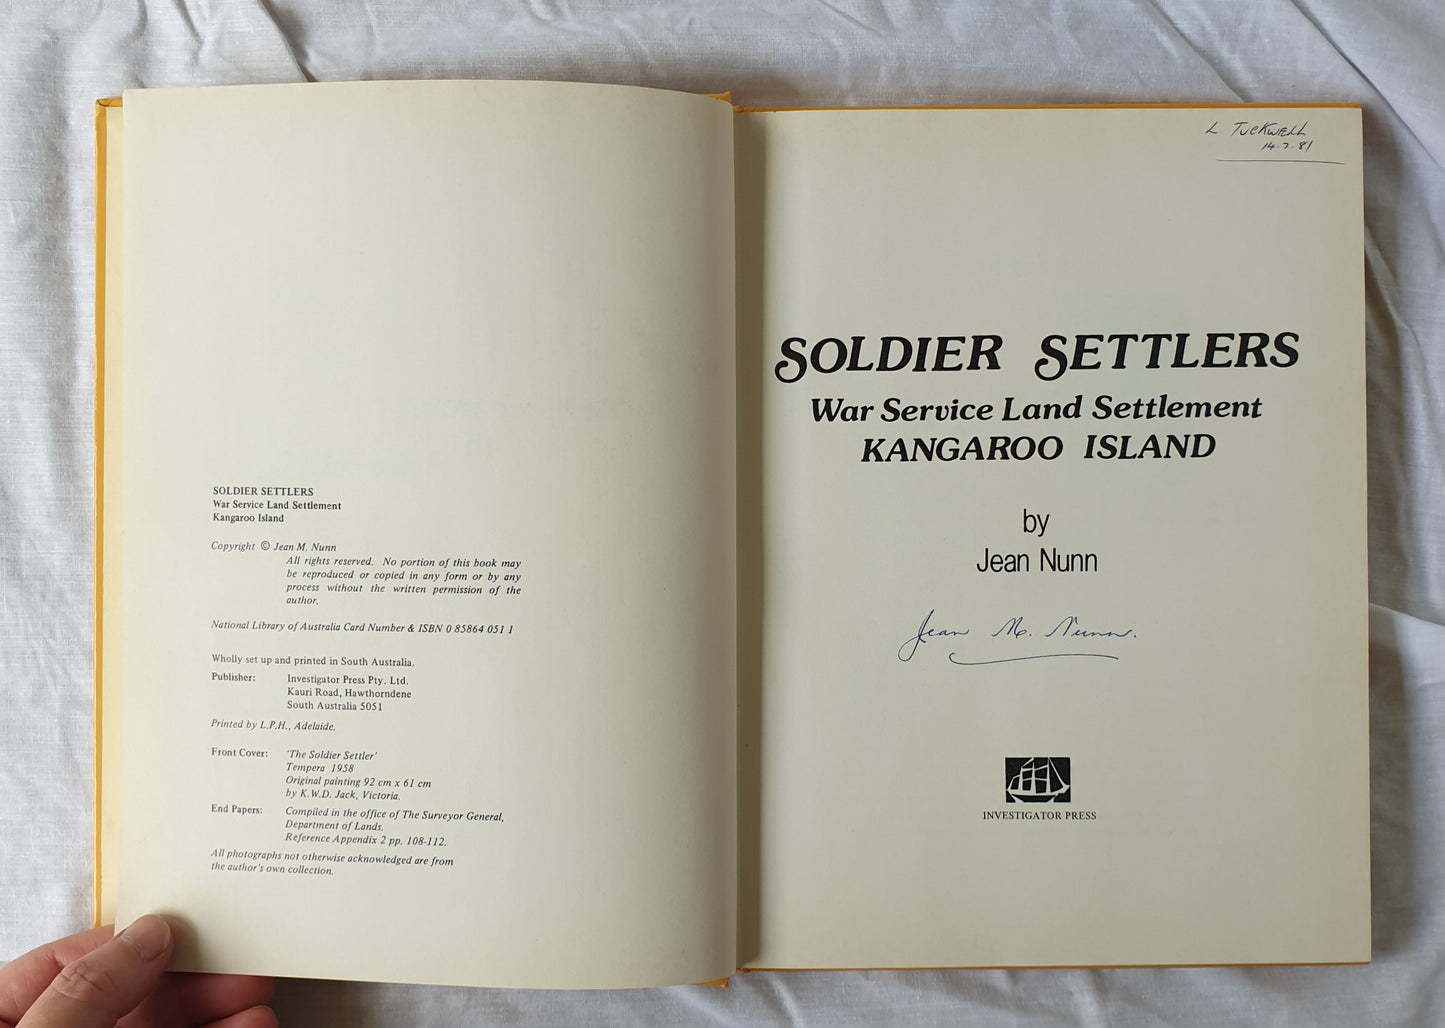 SOLDIER SETTLERS
War Service Land Settlement
Kangaroo Island
Copyright © Jean M. Nunn
All rights reserved. No portion of this book may
be reproduced or copied in any form or by any
process without the written permission of the
author.
National Library of Australia Card Number & ISBN 0 85864 051 1
Wholly set up and printed in South Australia.
Publisher: Investigator Press Pty. Ltd.
Kauri Road, Hawthorndene
South Australia 5051
Printed by L.P.H., Adelaide.
Front Cover: 'The Soldier Settler'
Tempera 1958
Original painting 92 cm x 61 cm
by K.W.D. Jack, Victoria.
End Papers: Compiled in the office of The Surveyor General,
Department of Lands.
Reference Appendix 2 pp. 108-112.
All photographs not otherwise acknowledged are from
the author's own collection.
L. TUCKWELL
14.7.81
SOLDIER SETTLERS
War Service Land Settlement
KANGAROO ISLAND
by
Jean Nunn
Jean M. Nunn.
INVESTIGATOR PRESS